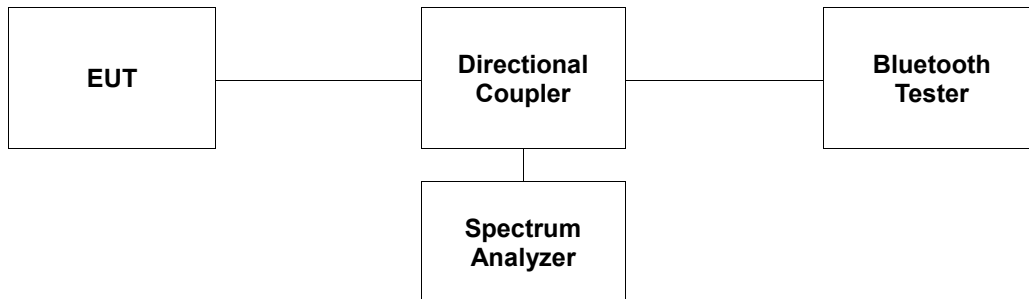 EUT
Directional
Coupler
Bluetooth
Tester
Spectrum
Analyzer